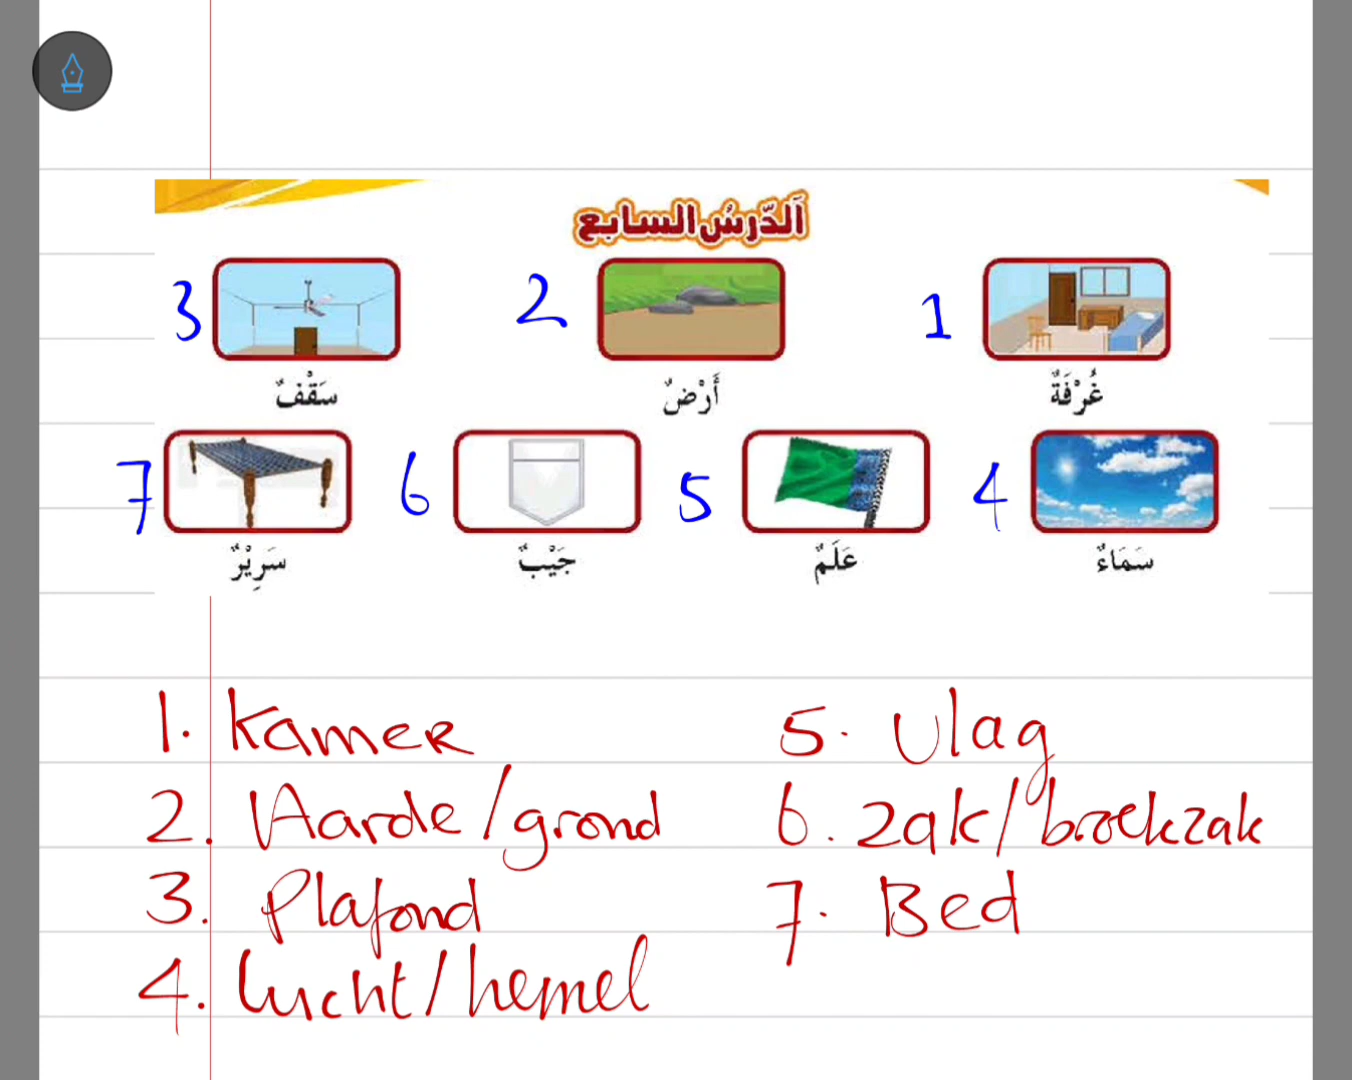 اَلدَّرْسُ السابع
3 2 1
سَقْفٌ أَرْضٌ غُرْفَةٌ
7 6 5 4
سَرِيْرٌ جَيْبٌ عَلَمٌ سَمَاءٌ
1. Kamer
2. Aarde/grond
3. Plafond
4. Lucht/hemel
5. Vlag
6. zak/broekzak
7. Bed